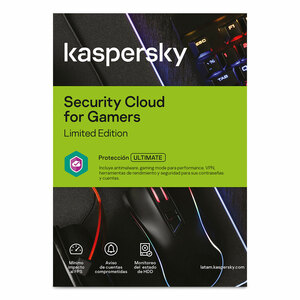 kaspersky
Security Cloud
for Gamers
Limited Edition
Protección ULTIMATE
Incluye antimalware, gaming mode para performance, VPN,
herramientas de rendimiento y seguridad para sus contraseñas
y cuentas.
Mínimo
impacto
a FPS
Aviso
de cuentas
comprometidas
Monitoreo
del estado
de HDD
latam.kaspersky.com